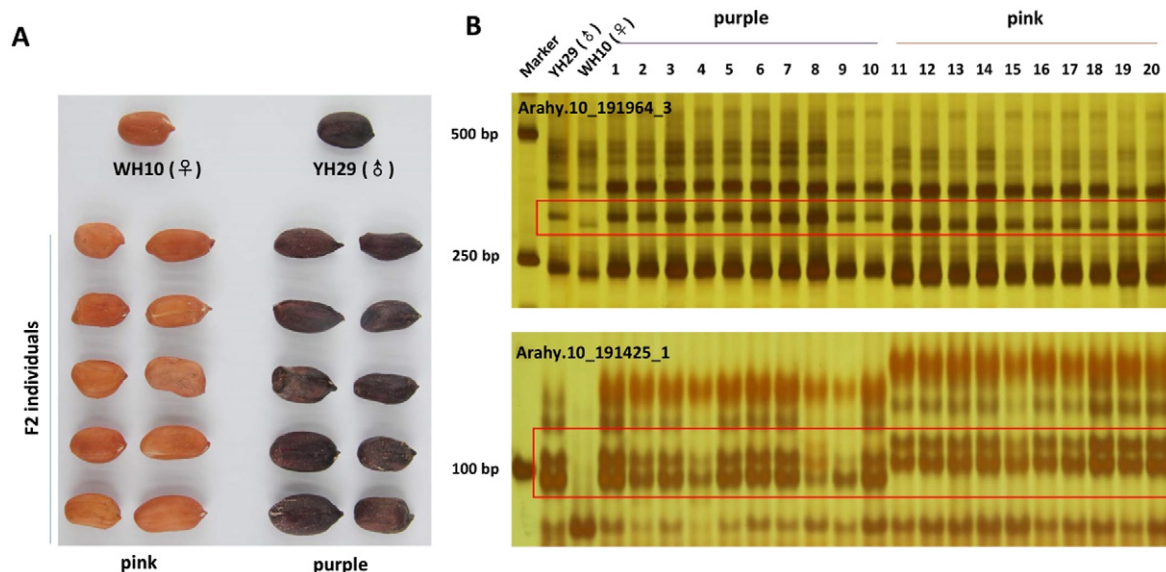 A
WH10 (♀)
YH29 (♂)
F2 individuals
pink
purple
B
purple
pink
Marker
YH29 (♂)
WH10 (♀)
1 2 3 4 5 6 7 8 9 10 11 12 13 14 15 16 17 18 19 20
Arahy.10_191964_3
500 bp
250 bp
Arahy.10_191425_1
100 bp